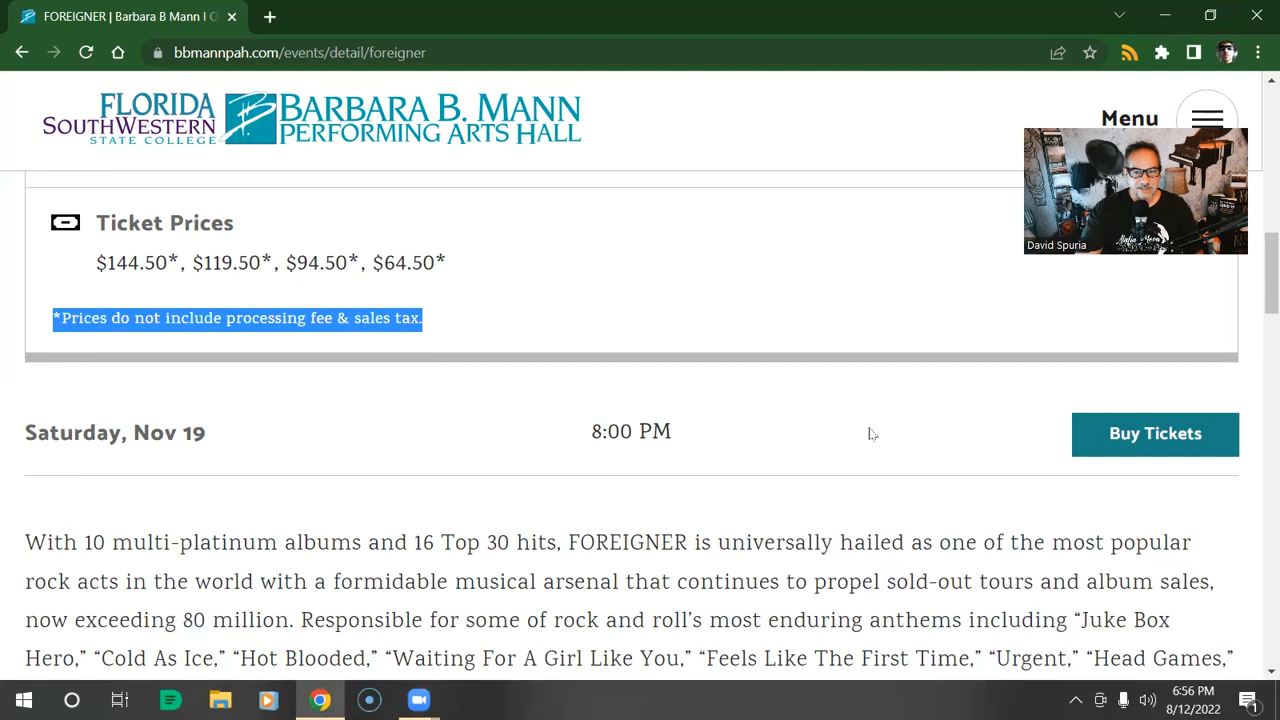 FOREIGNER | Barbara B Mann | O
bbmannpah.com/events/detail/foreigner
FLORIDA
SOUTHWESTERN
STATE COLLEGE
BARBARA B. MANN
PERFORMING ARTS HALL
Menu
David Spuria
Ticket Prices
$144.50*, $119.50*, $94.50*, $64.50*
*Prices do not include processing fee & sales tax.
Saturday, Nov 19
8:00 PM
Buy Tickets
With 10 multi-platinum albums and 16 Top 30 hits, FOREIGNER is universally hailed as one of the most popular
rock acts in the world with a formidable musical arsenal that continues to propel sold-out tours and album sales,
now exceeding 80 million. Responsible for some of rock and roll’s most enduring anthems including “Juke Box
Hero,” “Cold As Ice,” “Hot Blooded,” “Waiting For A Girl Like You,” “Feels Like The First Time,” “Urgent,” “Head Games,”
6:56 PM
8/12/2022
1